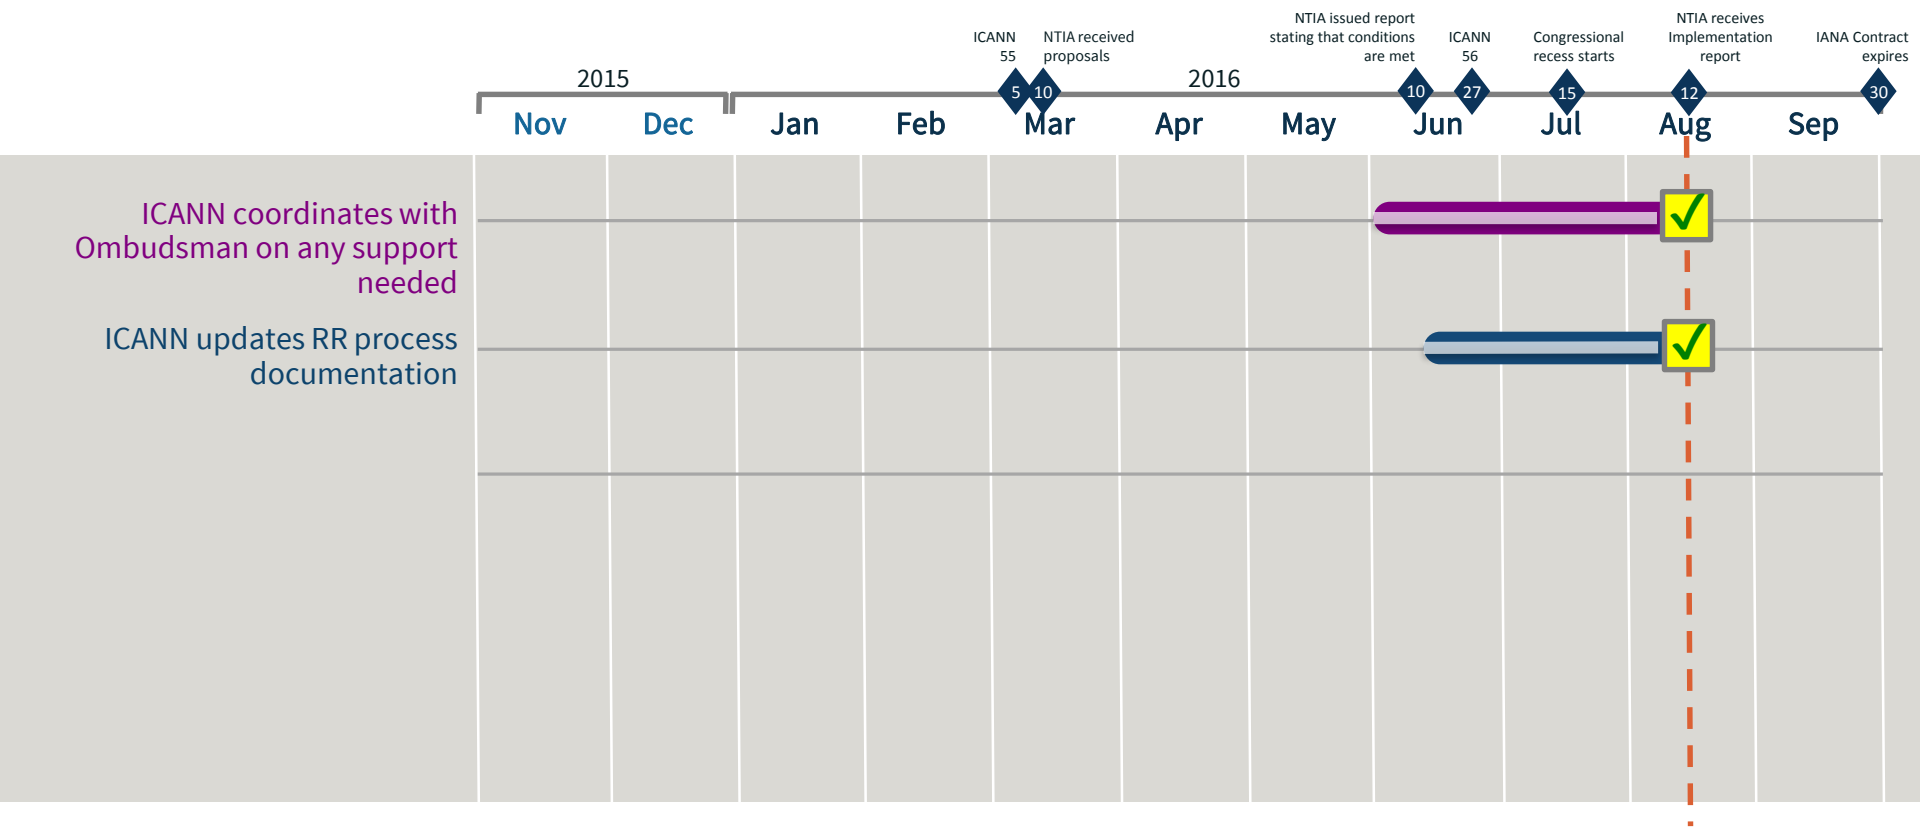 NTIA issued report
stating that conditions
are met
NTIA receives
Implementation
report
ICANN
55
NTIA received
proposals
ICANN
56
Congressional
recess starts
IANA Contract
expires
2015
2016
5
10
10
27
15
12
30
Nov
Dec
Jan
Feb
Mar
Apr
May
Jun
Jul
Aug
Sep
ICANN coordinates with
Ombudsman on any support
needed
ICANN updates RR process
documentation